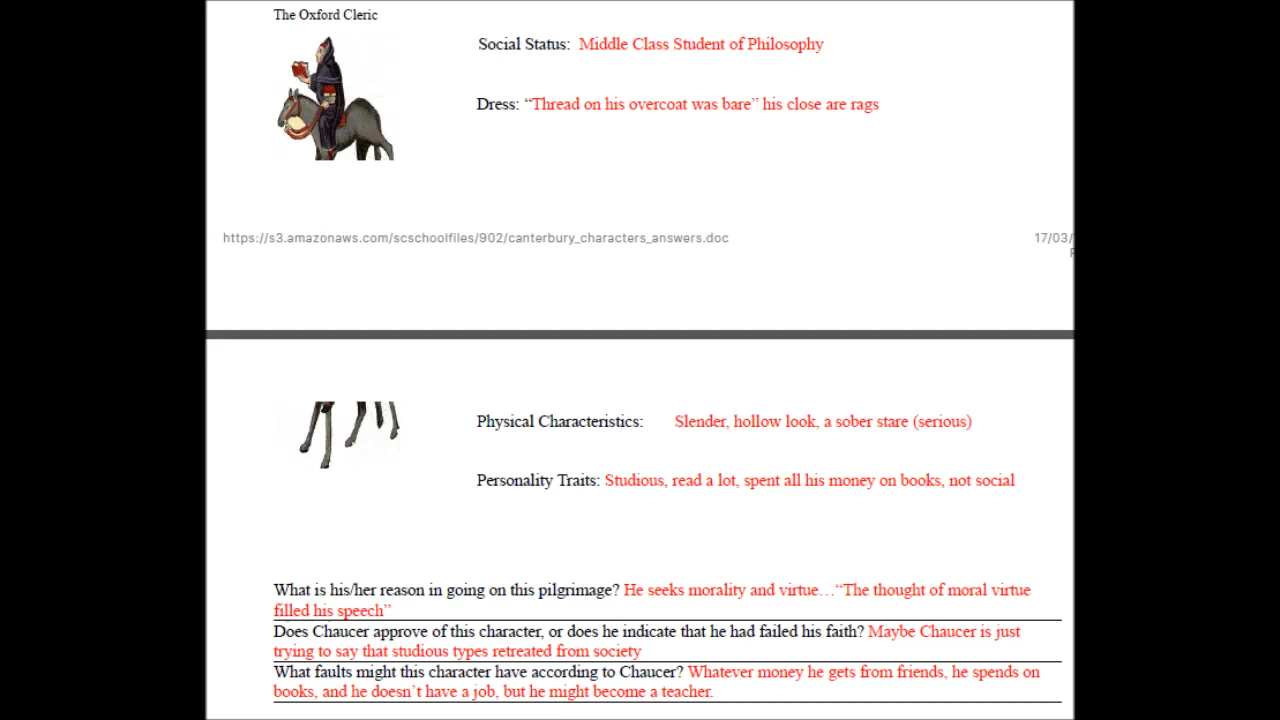 The Oxford Cleric
Social Status: Middle Class Student of Philosophy
Dress: “Thread on his overcoat was bare” his close are rags
https://s3.amazonaws.com/scschoolfiles/902/canterbury_characters_answers.doc 17/03/
Physical Characteristics: Slender, hollow look, a sober stare (serious)
Personality Traits: Studious, read a lot, spent all his money on books, not social
What is his/her reason in going on this pilgrimage? He seeks morality and virtue…“The thought of moral virtue
filled his speech”
Does Chaucer approve of this character, or does he indicate that he had failed his faith? Maybe Chaucer is just
trying to say that studious types retreated from society
What faults might this character have according to Chaucer? Whatever money he gets from friends, he spends on
books, and he doesn’t have a job, but he might become a teacher.